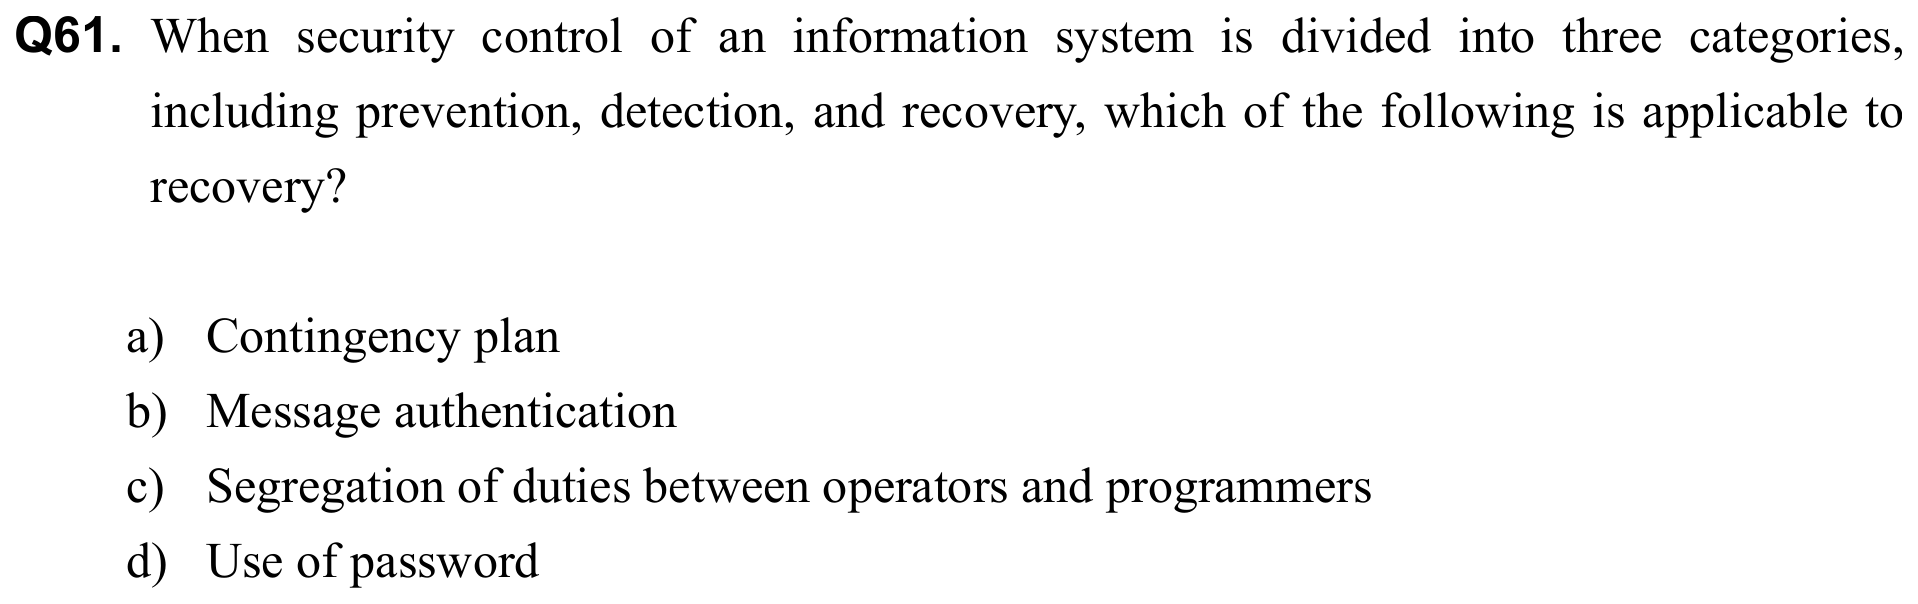 Q61. When security control of an information system is divided into three categories,
including prevention, detection, and recovery, which of the following is applicable to
recovery?
a) Contingency plan
b) Message authentication
c) Segregation of duties between operators and programmers
d) Use of password